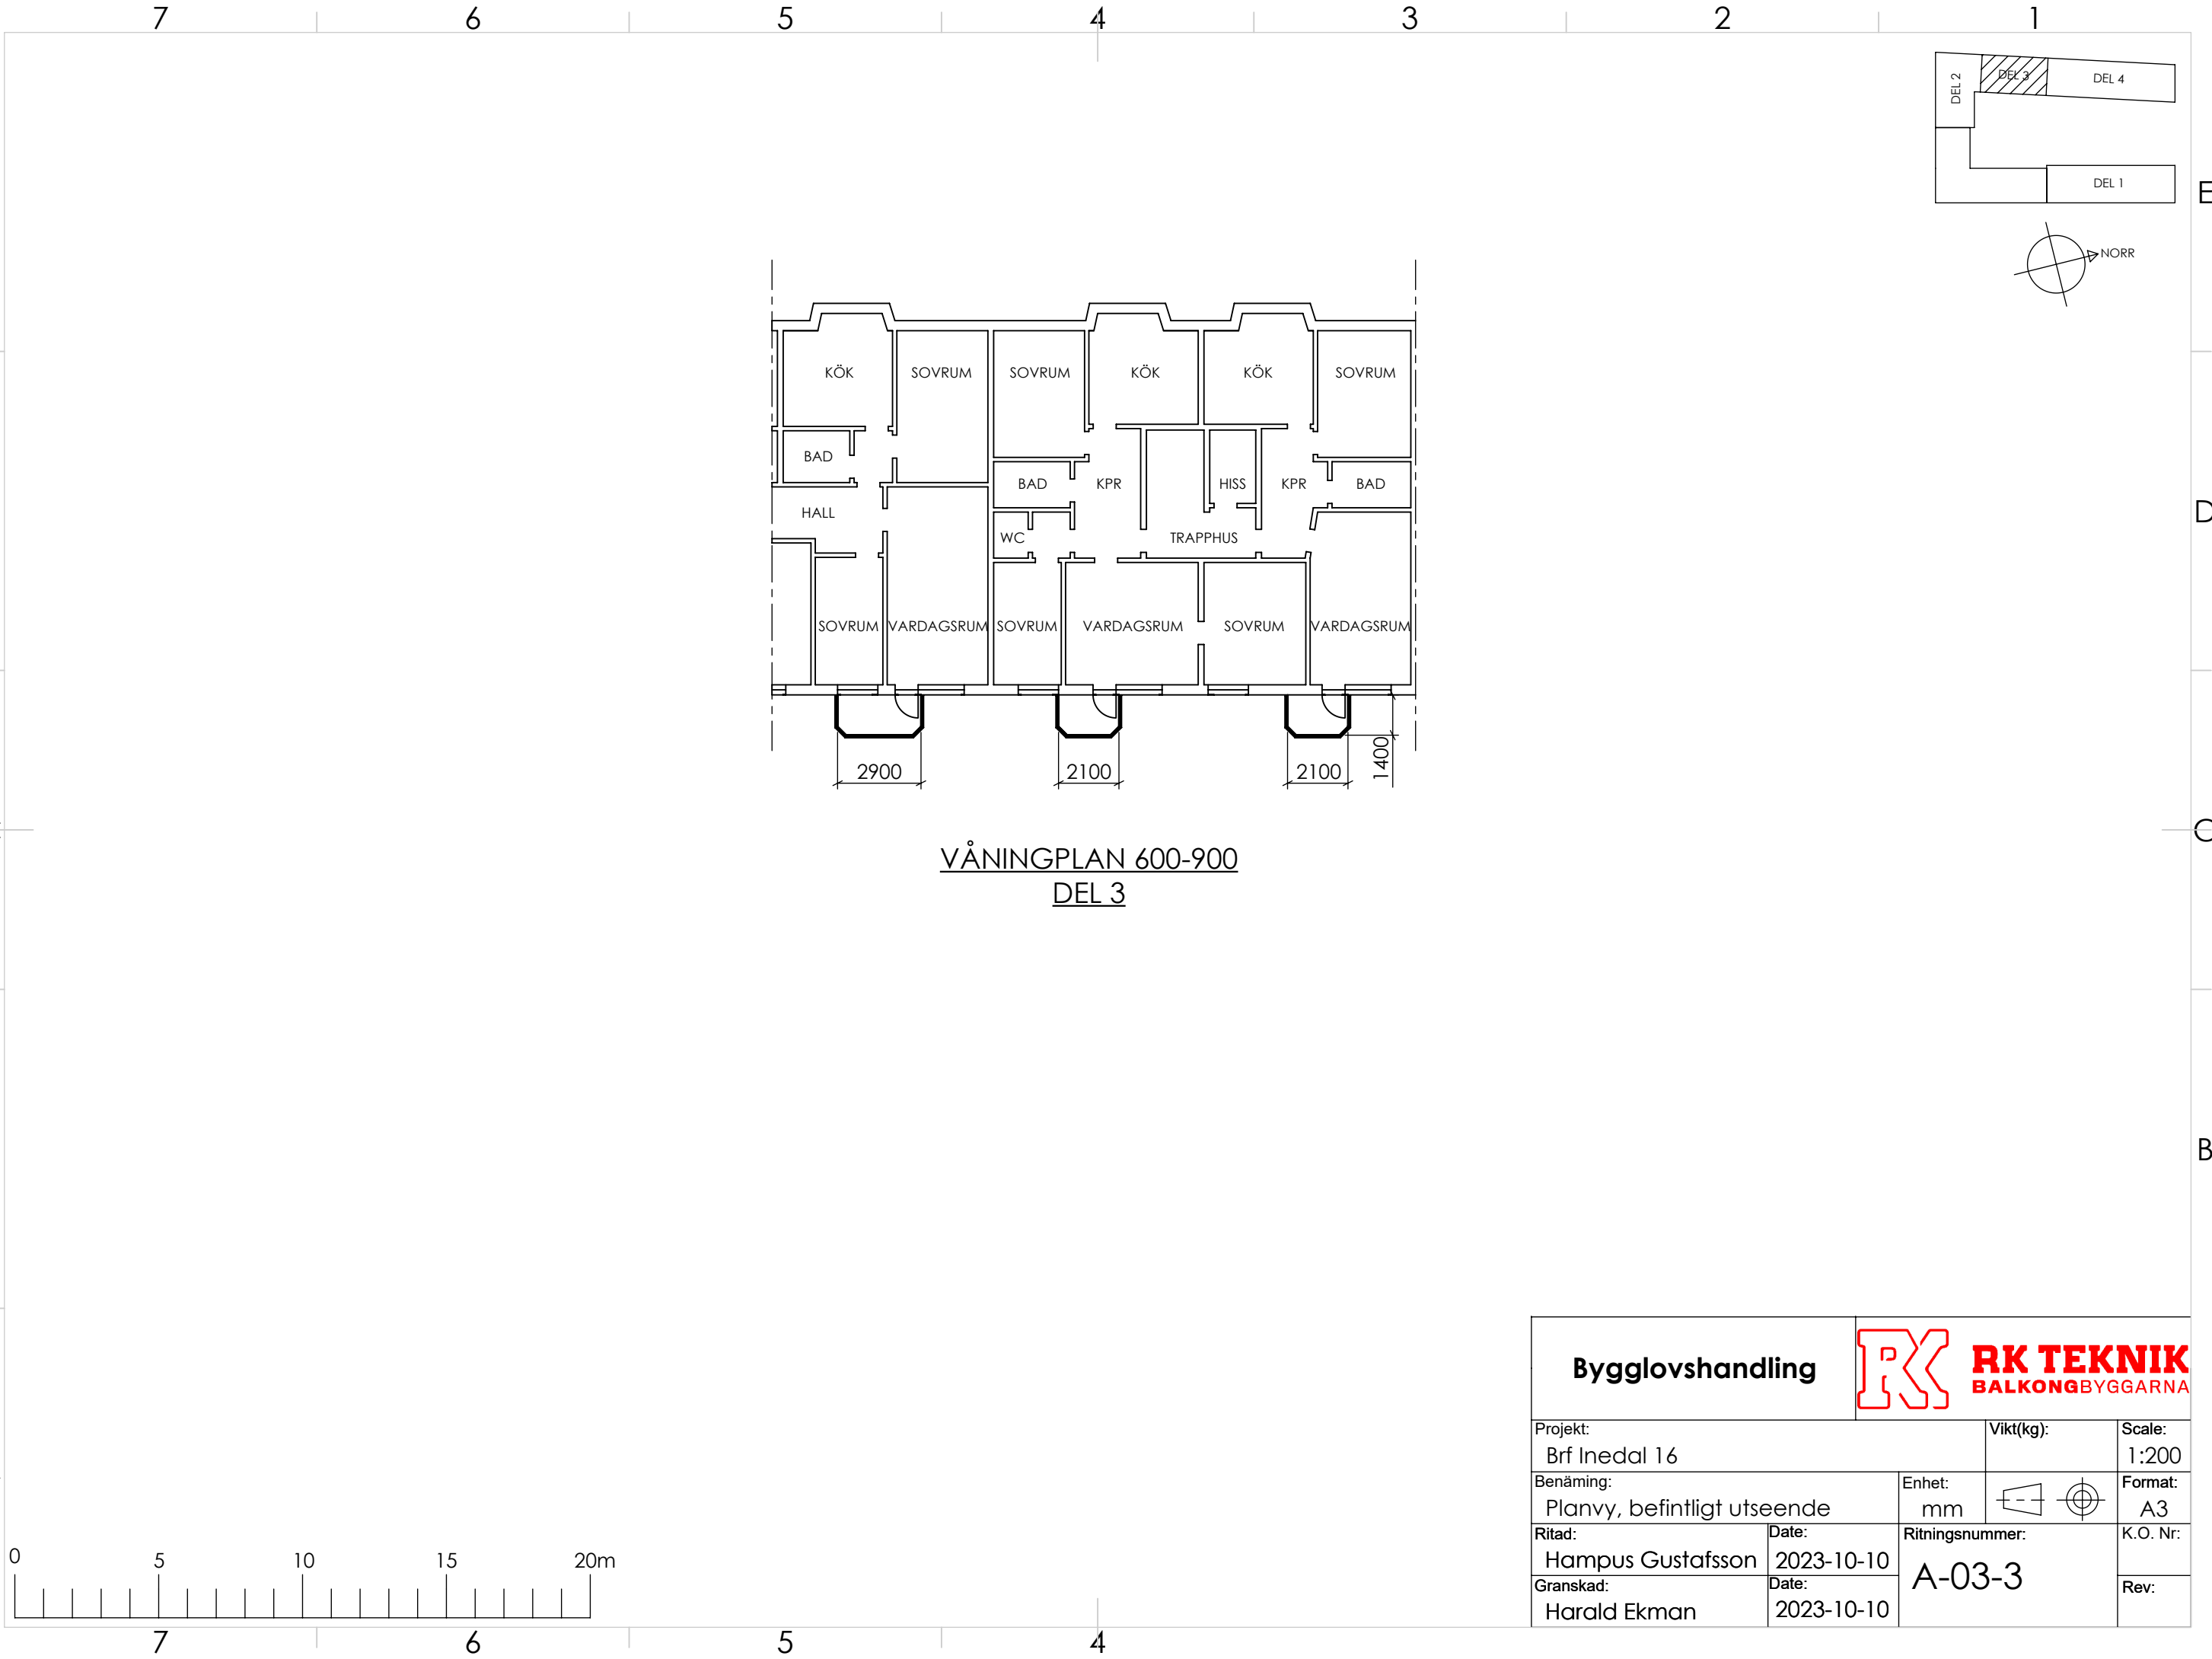 7 6 5 4 3 2 1
DEL 2 DEL 3 DEL 4
DEL 1
E
NORR
KÖK SOVRUM SOVRUM KÖK KÖK SOVRUM
BAD
BAD KPR HISS KPR BAD
HALL
D
WC TRAPPHUS
SOVRUM VARDAGSRUM SOVRUM VARDAGSRUM SOVRUM VARDAGSRUM
2900 2100 2100 1400
C
VÅNINGPLAN 600-900
DEL 3
B
Bygglovshandling
RK RK TEKNIK
BALKONGBYGGARNA
Projekt: Vikt(kg): Scale:
Brf Inedal 16 1:200
Benäming: Enhet: Format:
Planvy, befintligt utseende mm A3
Ritad: Date: Ritningsnummer: K.O. Nr:
Hampus Gustafsson 2023-10-10
A-03-3
Granskad: Date: Rev:
Harald Ekman 2023-10-10
0 5 10 15 20m
7 6 5 4